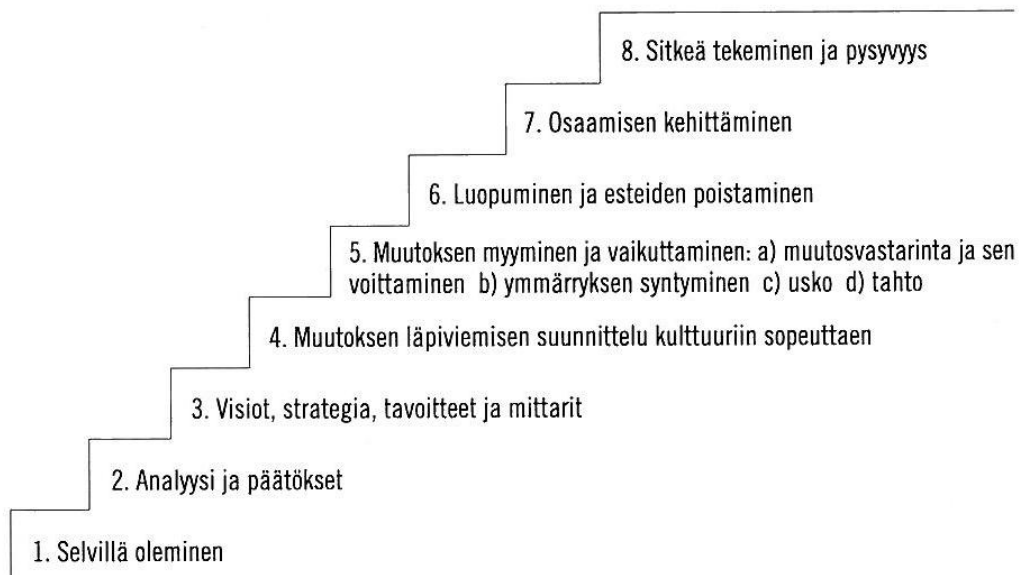 8. Sitkeä tekeminen ja pysyvyys
7. Osaamisen kehittäminen
6. Luopuminen ja esteiden poistaminen
5. Muutoksen myyminen ja vaikuttaminen: a) muutosvastarinta ja sen
voittaminen b) ymmärryksen syntyminen c) usko d) tahto
4. Muutoksen läpiviemisen suunnittelu kulttuuriin sopeuttaen
3. Visiot, strategia, tavoitteet ja mittarit
2. Analyysi ja päätökset
1. Selvillä oleminen